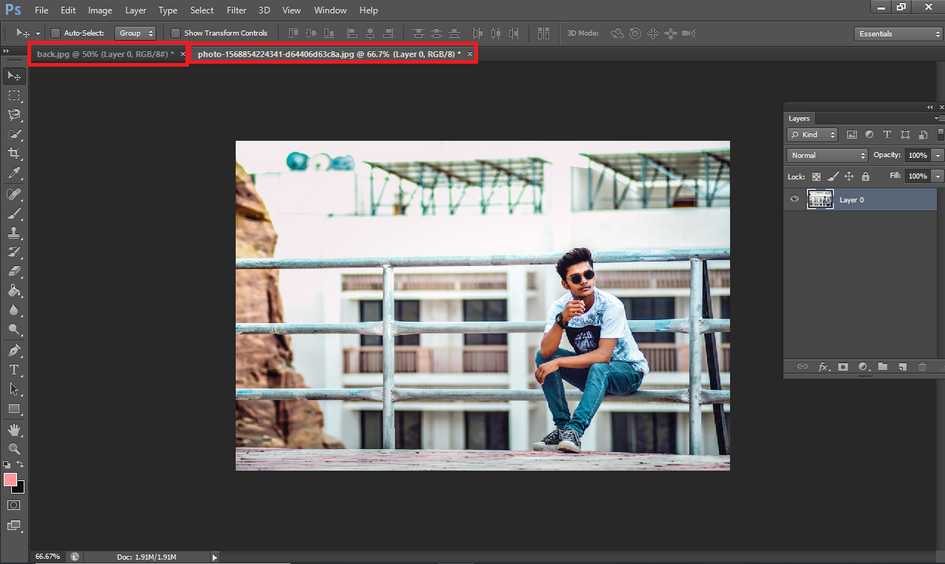 Ps File Edit Image Layer Type Select Filter 3D View Window Help
Auto-Select: Group Show Transform Controls 3D Mode: Essentials
back.jpg @ 50% (Layer 0, RGB/8#) * × photo-1568854224341-d64406d63c8a.jpg @ 66.7% (Layer 0, RGB/8) * ×
Layers
Kind
Normal Opacity: 100%
Lock: Fill: 100%
Layer 0
fx
66.67% Doc: 1.91M/1.91M